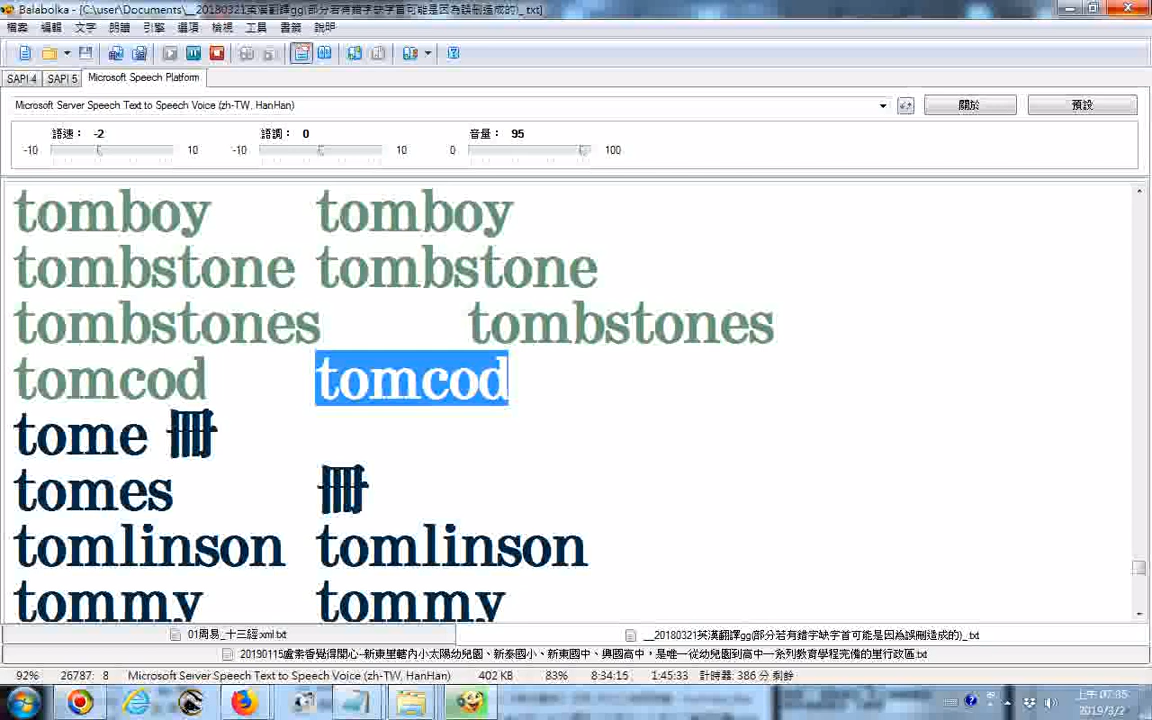 Balabolka - [C:\user\Documents\__20180321英漢翻譯gg(部分若有錯字缺字首可能是因為誤刪造成的)_.txt]
檔案 編輯 文字 朗讀 引擎 選項 檢視 工具 書籤 說明
SAPI 4 SAPI 5 Microsoft Speech Platform
Microsoft Server Speech Text to Speech Voice (zh-TW, HanHan) 關於 預設
語速： -2 語調： 0 音量： 95
-10 10 -10 10 0 100
tomboy tomboy
tombstone tombstone
tombstones tombstones
tomcod tomcod
tome 冊
tomes 冊
tomlinson tomlinson
tommy tommy
01周易_十三經.xml.txt __20180321英漢翻譯gg(部分若有錯字缺字首可能是因為誤刪造成的)_.txt
20190115盧素香覺得開心-新東里轄內小太陽幼兒園、新泰國小、新東國中、興國高中，是唯一從幼兒園到高中一系列教育學程完備的里行政區.txt
92% 26787: 8 Microsoft Server Speech Text to Speech Voice (zh-TW, HanHan) 402 KB 83% 8:34:15 1:45:33 計時器: 386 分 剩餘
上午 07:35
2019/3/2